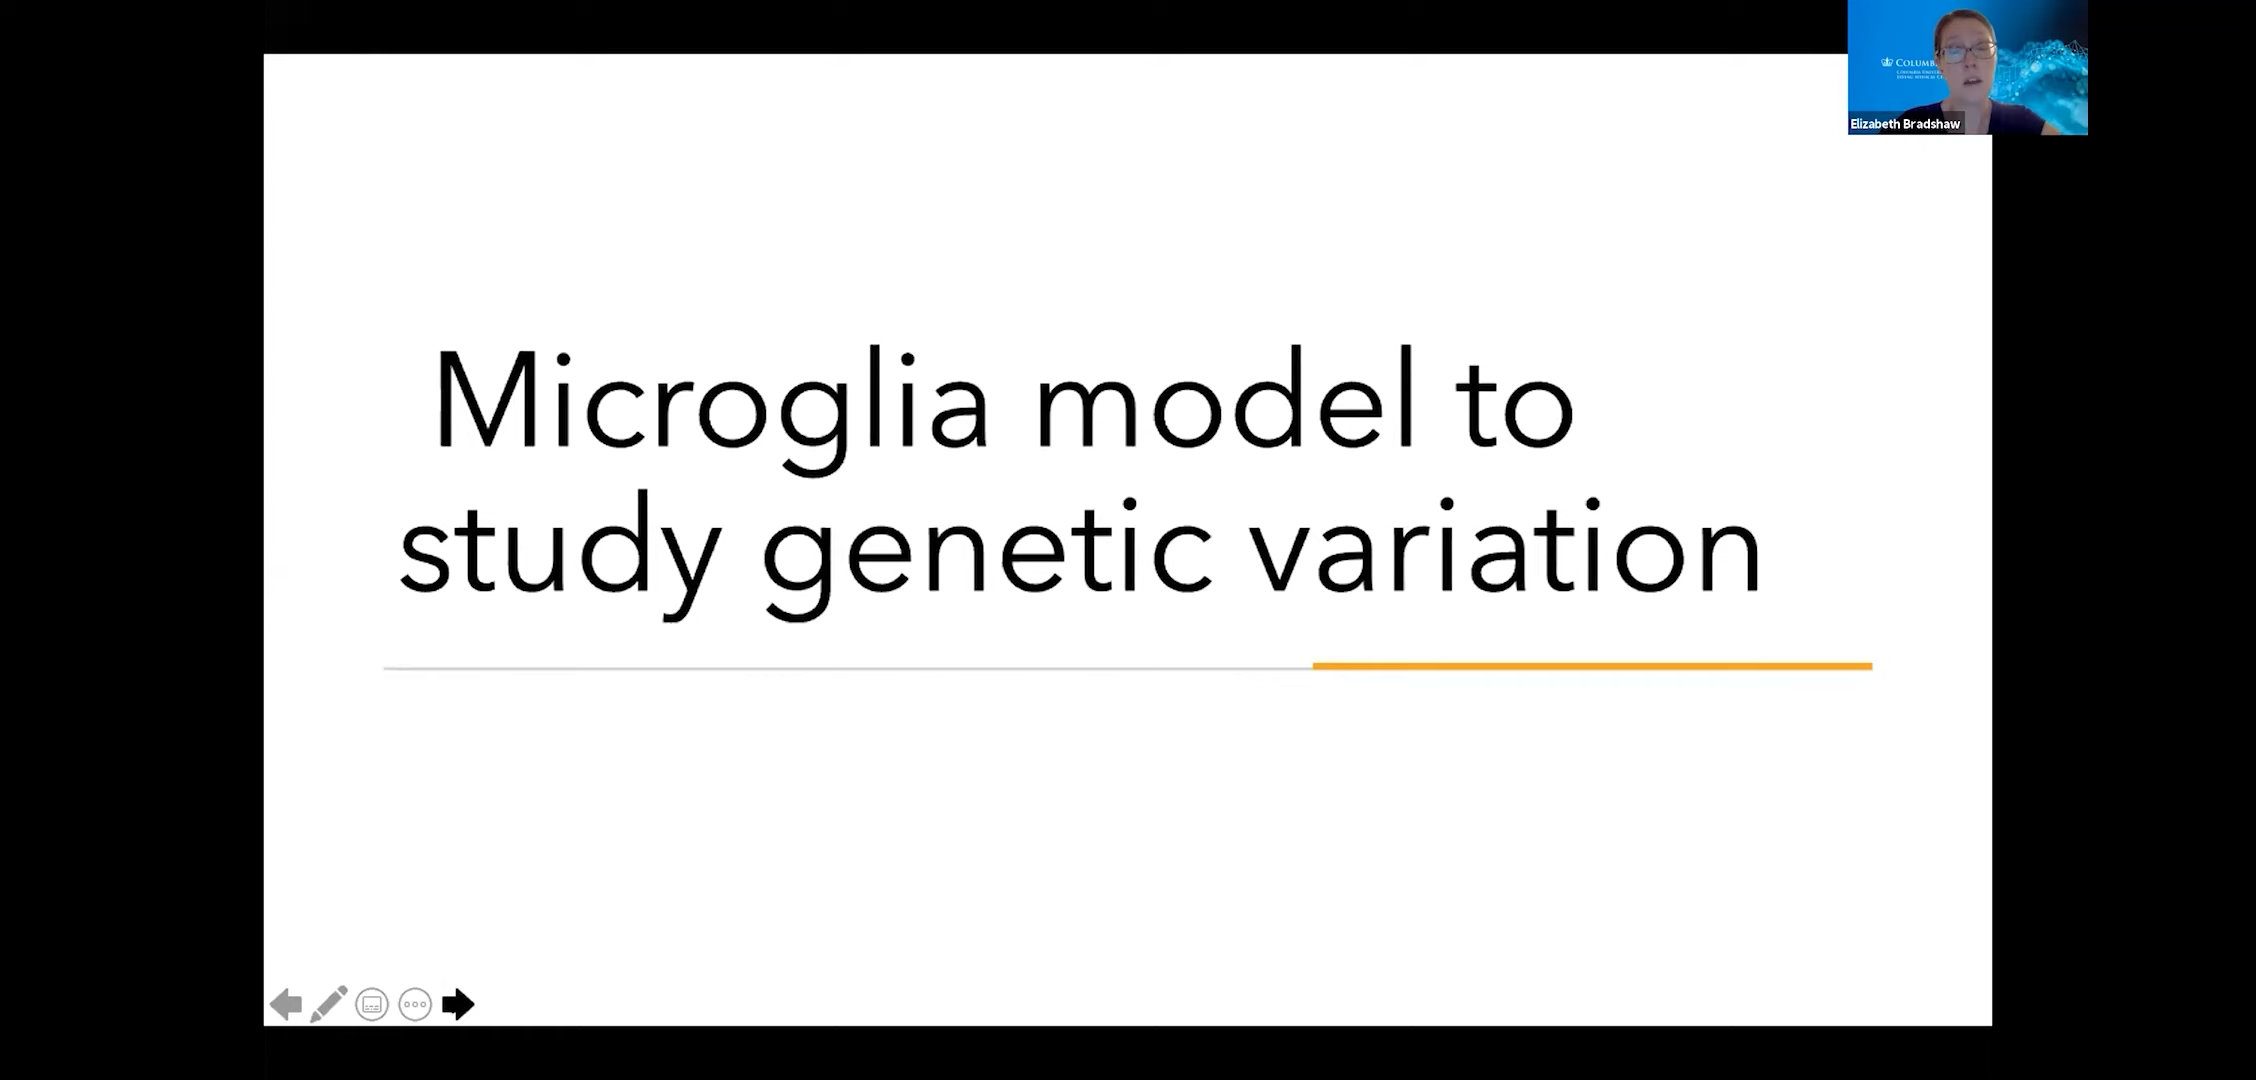 Microglia model to
study genetic variation
Elizabeth Bradshaw